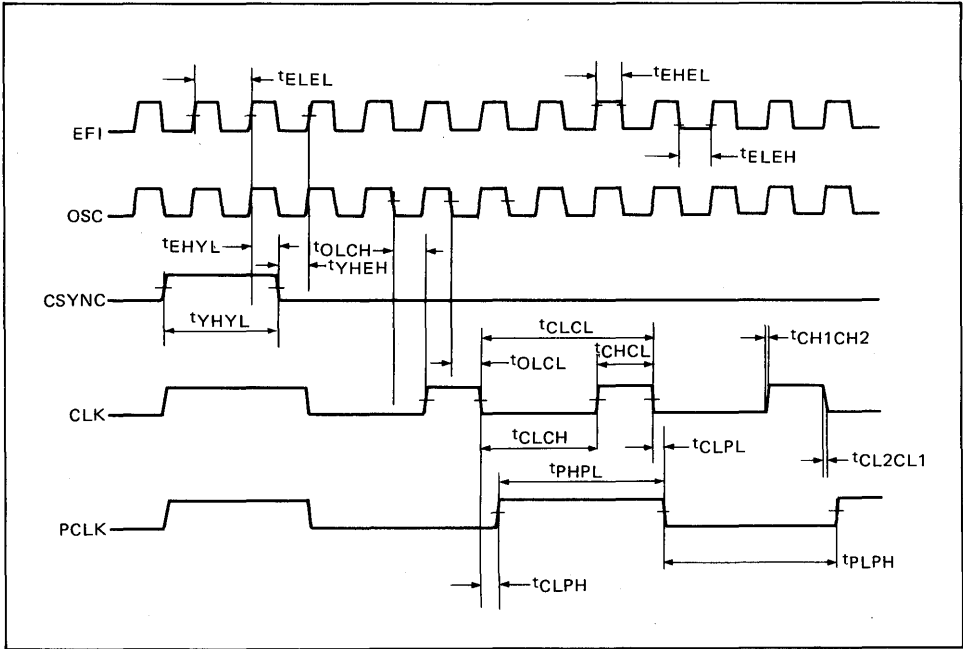 tELEL
tEHEL
EFI
tELEH
OSC
tEHYL
tOLCH
tYHEH
CSYNC
tYHYL
tCLCL
tCH1CH2
tCHCL
tOLCL
CLK
tCLCH
tCLPL
tCL2CL1
tPHPL
PCLK
tPLPH
tCLPH